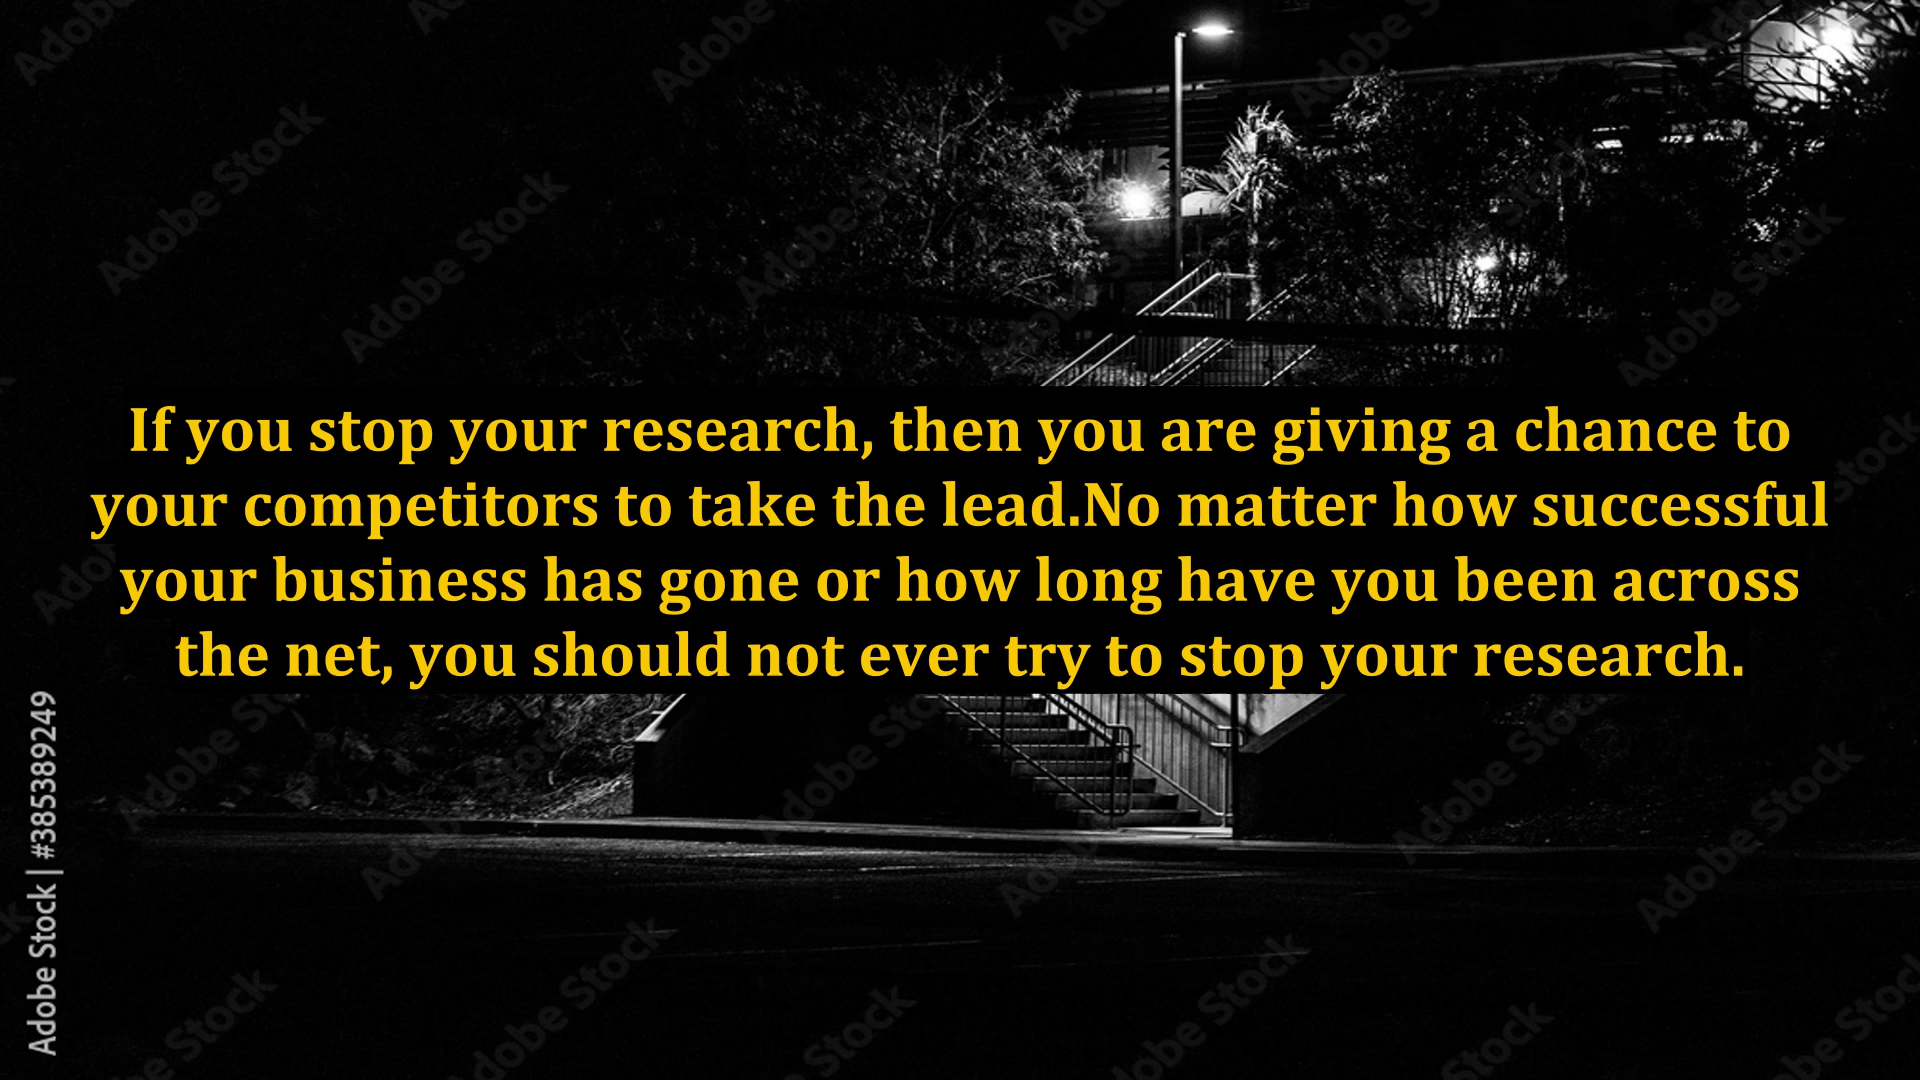 If you stop your research, then you are giving a chance to
your competitors to take the lead.No matter how successful
your business has gone or how long have you been across
the net, you should not ever try to stop your research.
Adobe Stock | #385389249
Adobe Stock